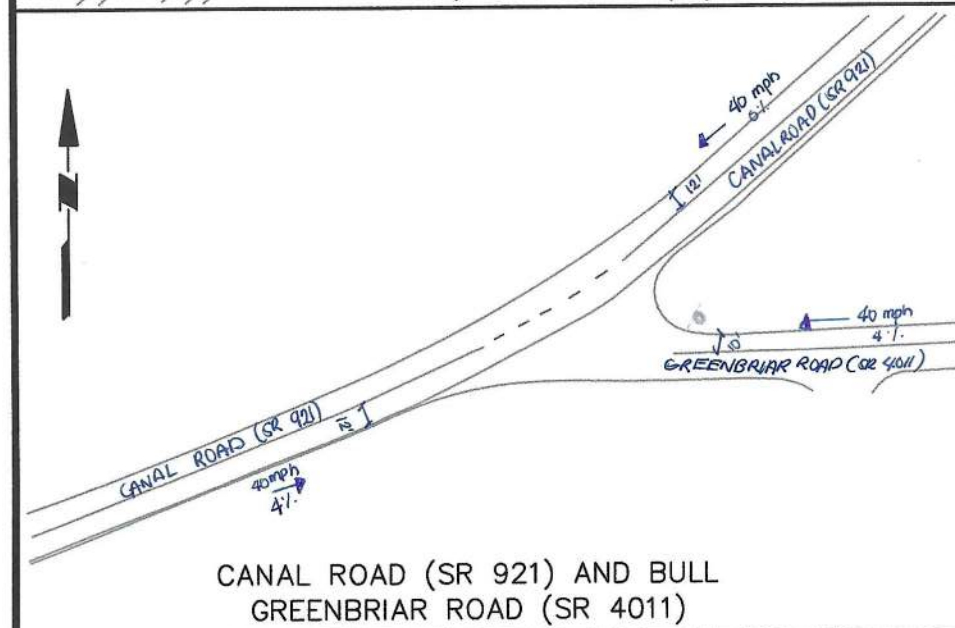 40 mph
6%
CANAL ROAD (SR 921)
12'
N
40 mph
4%
10'
GREENBRIAR ROAD (SR 4011)
CANAL ROAD (SR 921)
12'
40mph
4%
CANAL ROAD (SR 921) AND BULL
GREENBRIAR ROAD (SR 4011)